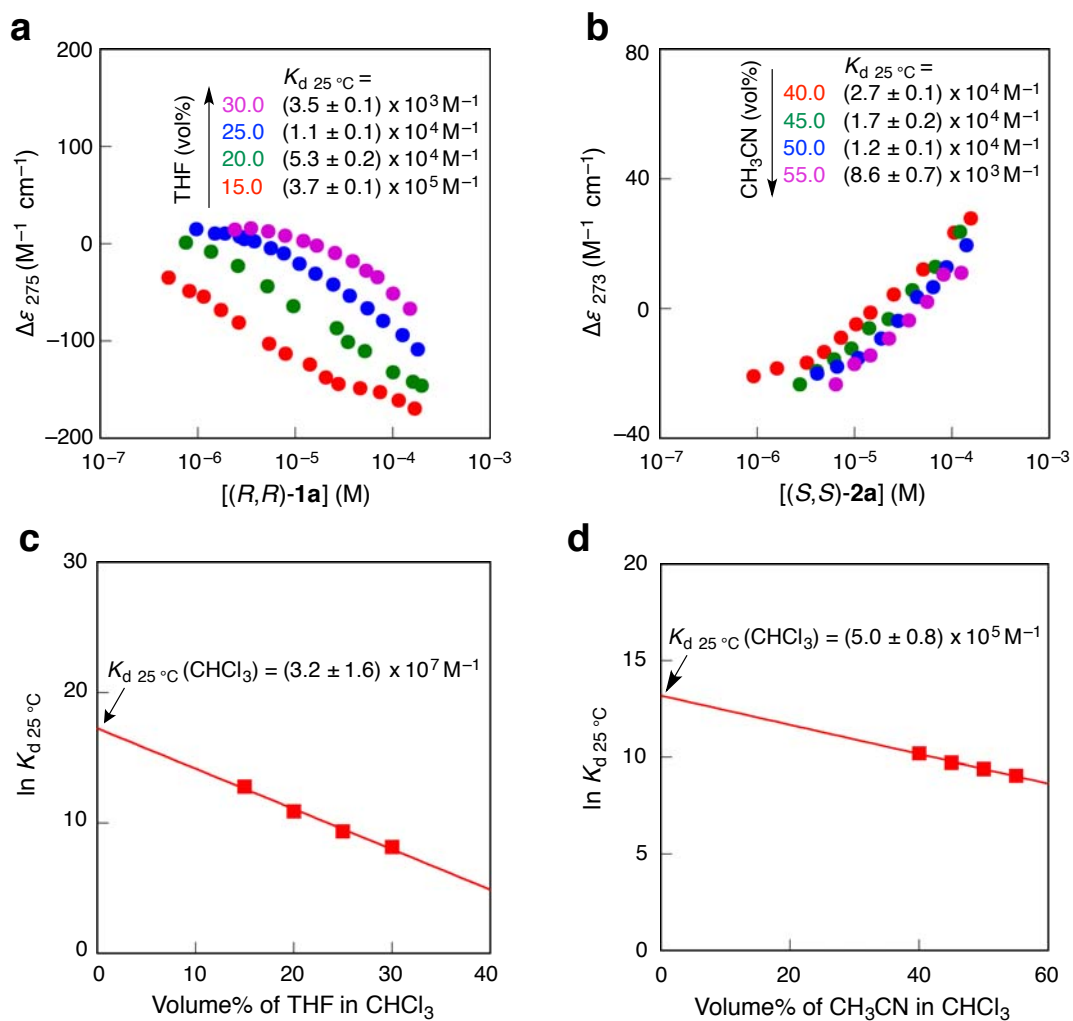 a
200
100
0
–100
–200
Δε 275 (M–1 cm–1)
THF (vol%)
Kd 25 °C =
30.0 (3.5 ± 0.1) x 10³ M⁻¹
25.0 (1.1 ± 0.1) x 10⁴ M⁻¹
20.0 (5.3 ± 0.2) x 10⁴ M⁻¹
15.0 (3.7 ± 0.1) x 10⁵ M⁻¹
10⁻⁷ 10⁻⁶ 10⁻⁵ 10⁻⁴ 10⁻³
[(R,R)-1a] (M)
b
80
40
0
–40
Δε 273 (M–1 cm–1)
CH₃CN (vol%)
Kd 25 °C =
40.0 (2.7 ± 0.1) x 10⁴ M⁻¹
45.0 (1.7 ± 0.2) x 10⁴ M⁻¹
50.0 (1.2 ± 0.1) x 10⁴ M⁻¹
55.0 (8.6 ± 0.7) x 10³ M⁻¹
10⁻⁷ 10⁻⁶ 10⁻⁵ 10⁻⁴ 10⁻³
[(S,S)-2a] (M)
c
30
20
10
0
ln Kd 25 °C
Kd 25 °C (CHCl₃) = (3.2 ± 1.6) x 10⁷ M⁻¹
0 10 20 30 40
Volume% of THF in CHCl₃
d
20
15
10
5
0
ln Kd 25 °C
Kd 25 °C (CHCl₃) = (5.0 ± 0.8) x 10⁵ M⁻¹
0 20 40 60
Volume% of CH₃CN in CHCl₃